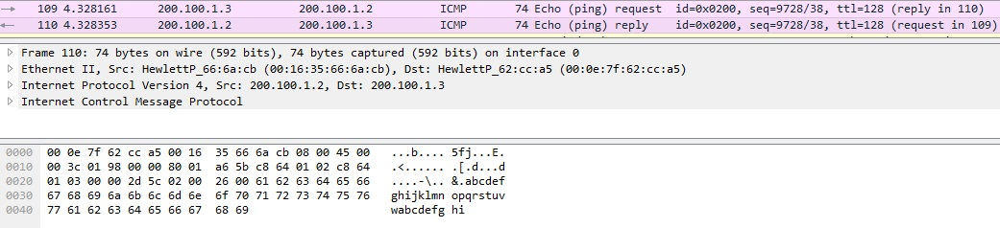 109 4.328161 200.100.1.3 200.100.1.2 ICMP 74 Echo (ping) request id=0x0200, seq=9728/38, ttl=128 (reply in 110)
110 4.328353 200.100.1.2 200.100.1.3 ICMP 74 Echo (ping) reply id=0x0200, seq=9728/38, ttl=128 (request in 109)
Frame 110: 74 bytes on wire (592 bits), 74 bytes captured (592 bits) on interface 0
Ethernet II, Src: HewlettP_66:6a:cb (00:16:35:66:6a:cb), Dst: HewlettP_62:cc:a5 (00:0e:7f:62:cc:a5)
Internet Protocol Version 4, Src: 200.100.1.2, Dst: 200.100.1.3
Internet Control Message Protocol
0000 00 0e 7f 62 cc a5 00 16 35 66 6a cb 08 00 45 00 ...b.... 5fj...E.
0010 00 3c 01 98 00 00 80 01 a6 5b c8 64 01 02 c8 64 .<...... .[.d...d
0020 01 03 00 00 2d 5c 02 00 26 00 61 62 63 64 65 66 ....-\.. &.abcdef
0030 67 68 69 6a 6b 6c 6d 6e 6f 70 71 72 73 74 75 76 ghijklmn opqrstuv
0040 77 61 62 63 64 65 66 67 68 69 wabcdefg hi